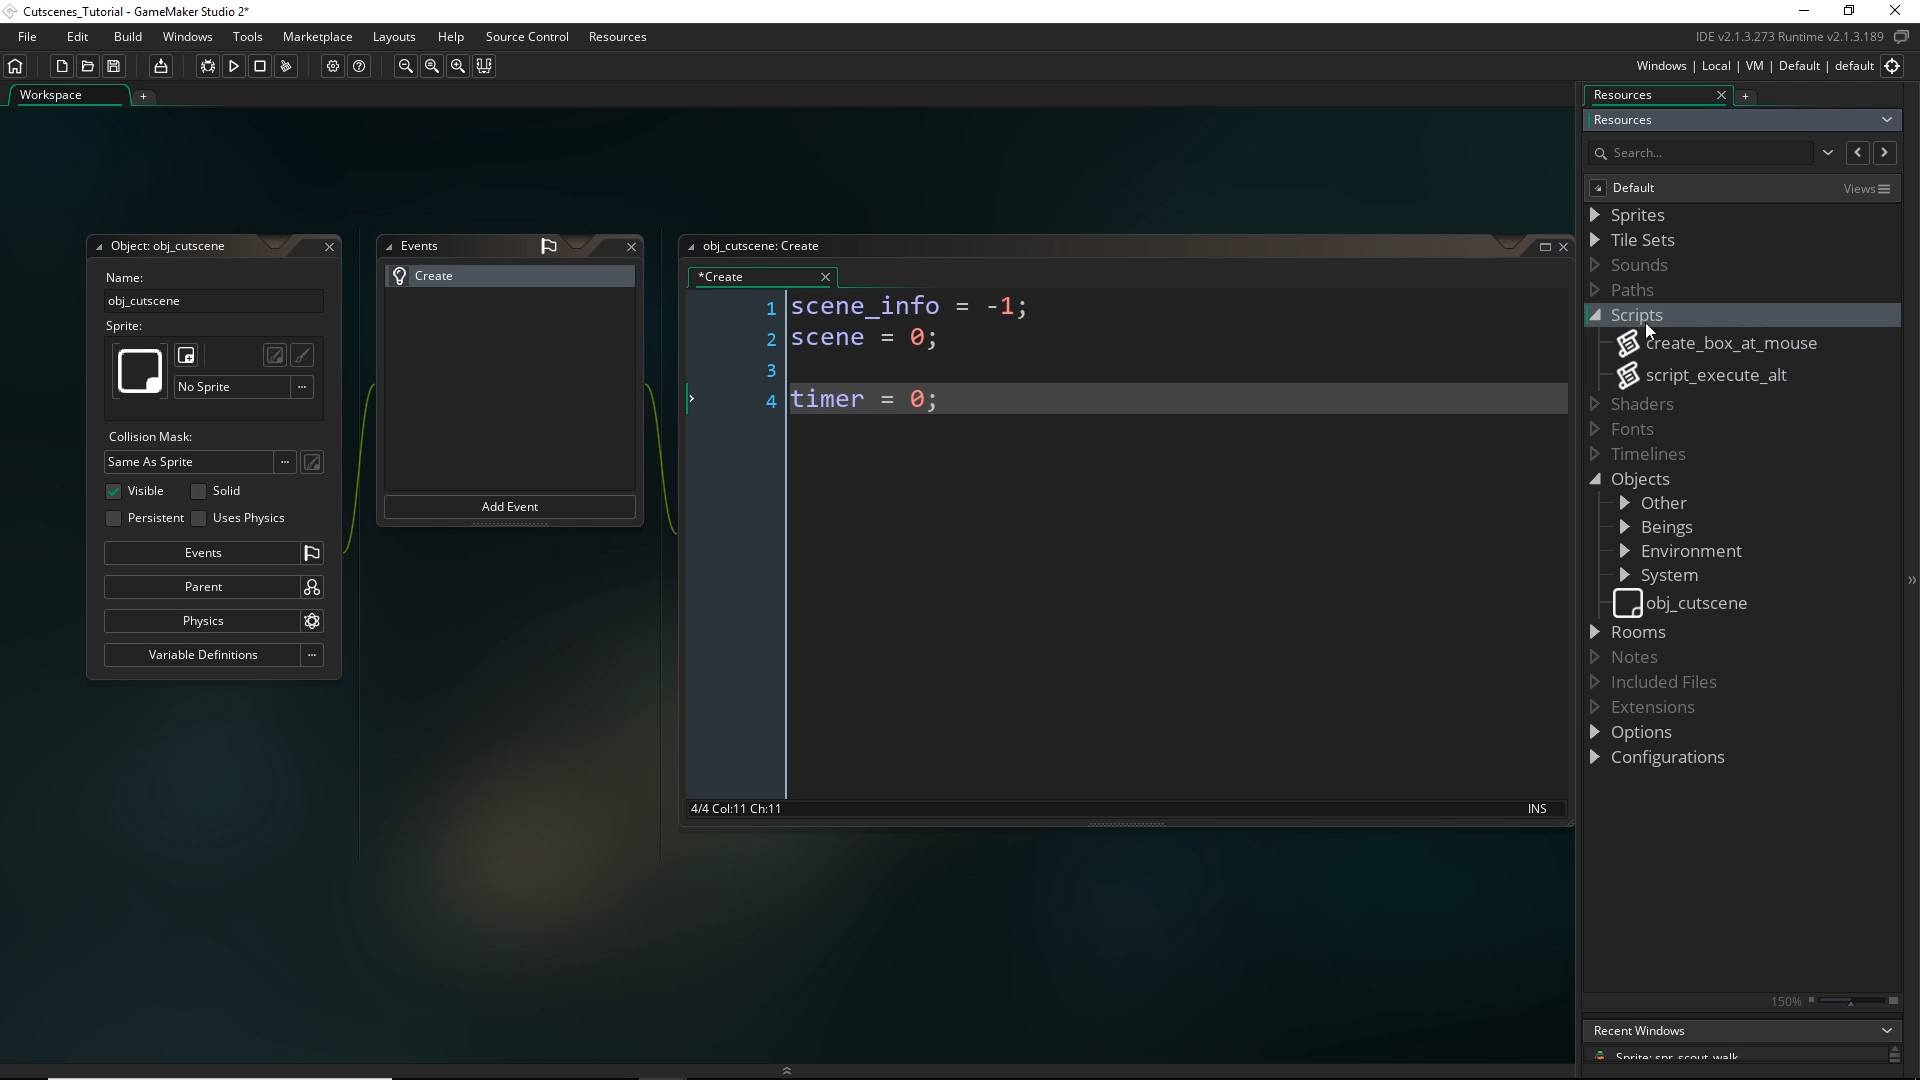 Cutscenes_Tutorial - GameMaker Studio 2*
File Edit Build Windows Tools Marketplace Layouts Help Source Control Resources
IDE v2.1.3.273 Runtime v2.1.3.189
Windows | Local | VM | Default | default
Workspace +
Object: obj_cutscene
Name:
obj_cutscene
Sprite:
No Sprite ...
Collision Mask:
Same As Sprite ...
Visible Solid
Persistent Uses Physics
Events
Parent
Physics
Variable Definitions ...
Events
Create
Add Event
obj_cutscene: Create
*Create
1 scene_info = -1;
2 scene = 0;
3
4 timer = 0;
4/4 Col:11 Ch:11 INS
Resources +
Resources
Search...
Default Views
Sprites
Tile Sets
Sounds
Paths
Scripts
create_box_at_mouse
script_execute_alt
Shaders
Fonts
Timelines
Objects
Other
Beings
Environment
System
obj_cutscene
Rooms
Notes
Included Files
Extensions
Options
Configurations
150%
Recent Windows
Sprite: spr_scout_walk